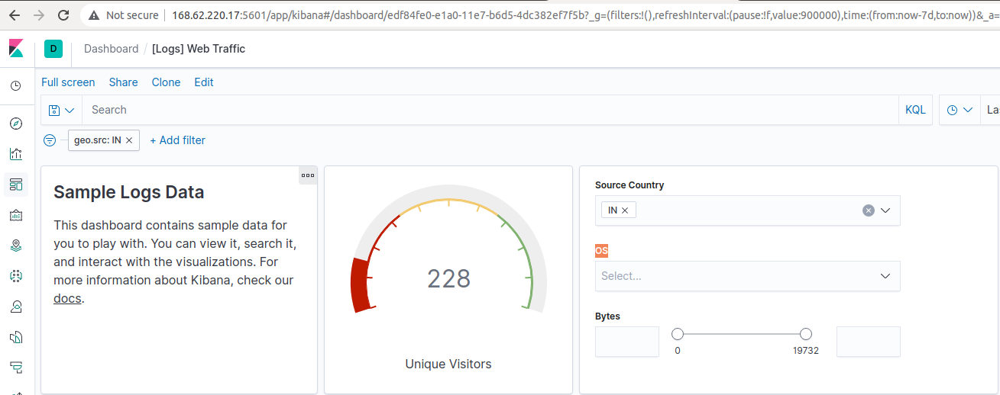 Not secure
168.62.220.17:5601/app/kibana#/dashboard/edf84fe0-e1a0-11e7-b6d5-4dc382ef7f5b?_g=(filters:!(),refreshInterval:(pause:!f,value:900000),time:(from:now-7d,to:now))&_a=
D
Dashboard / [Logs] Web Traffic
Full screen Share Clone Edit
Search
KQL
La
geo.src: IN
+ Add filter
Sample Logs Data
This dashboard contains sample data for
you to play with. You can view it, search it,
and interact with the visualizations. For
more information about Kibana, check our
docs.
228
Unique Visitors
Source Country
IN
OS
Select...
Bytes
0
19732